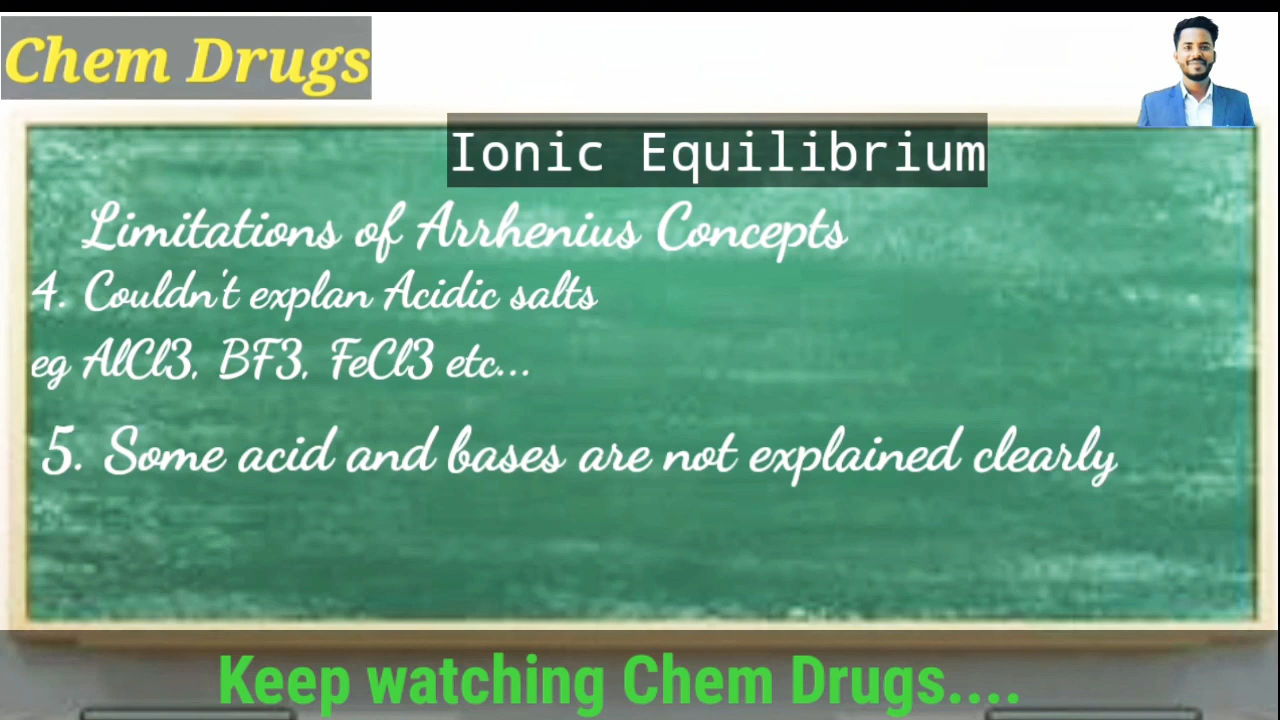 Chem Drugs
Ionic Equilibrium
Limitations of Arrhenius Concepts
4. Couldn't explan Acidic salts
eg AlCl3, BF3, FeCl3 etc...
5. Some acid and bases are not explained clearly
Keep watching Chem Drugs....